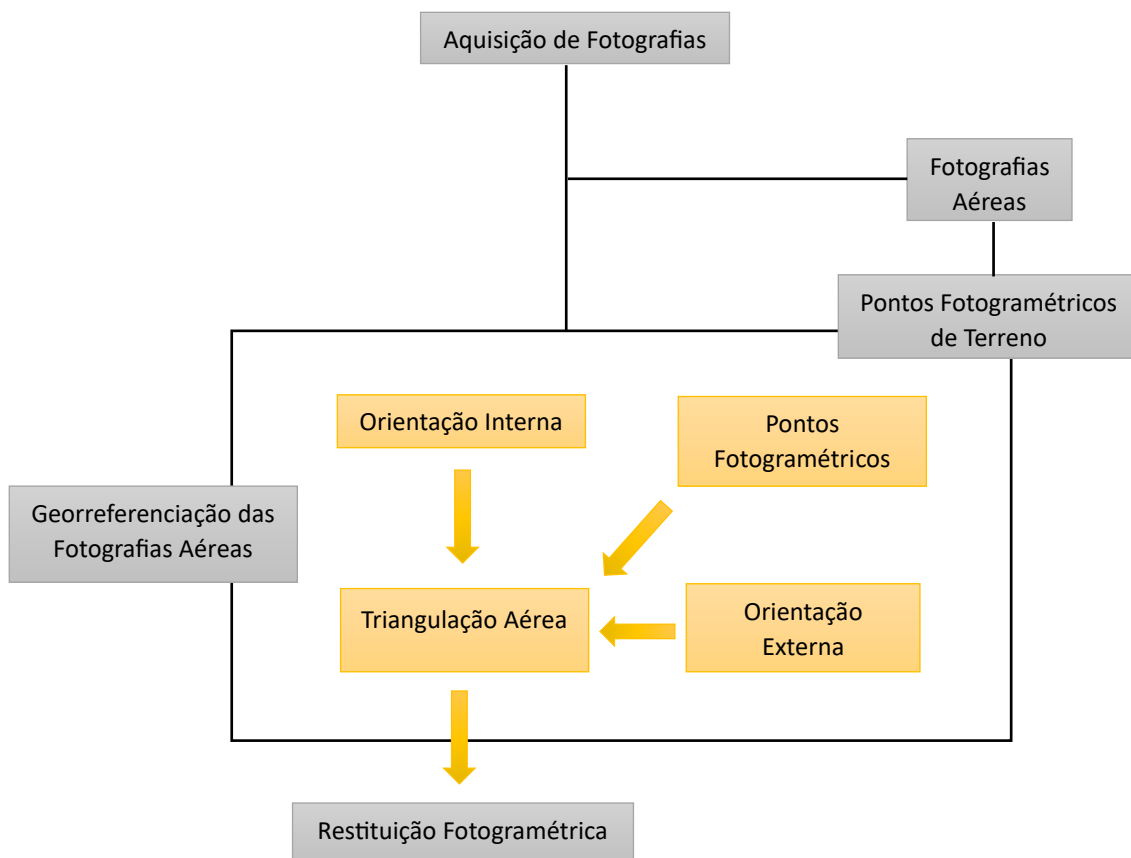 Aquisição de Fotografias
Fotografias
Aéreas
Pontos Fotogramétricos
de Terreno
Orientação Interna
Pontos
Fotogramétricos
Georreferenciação das
Fotografias Aéreas
Triangulação Aérea
Orientação
Externa
Restituição Fotogramétrica